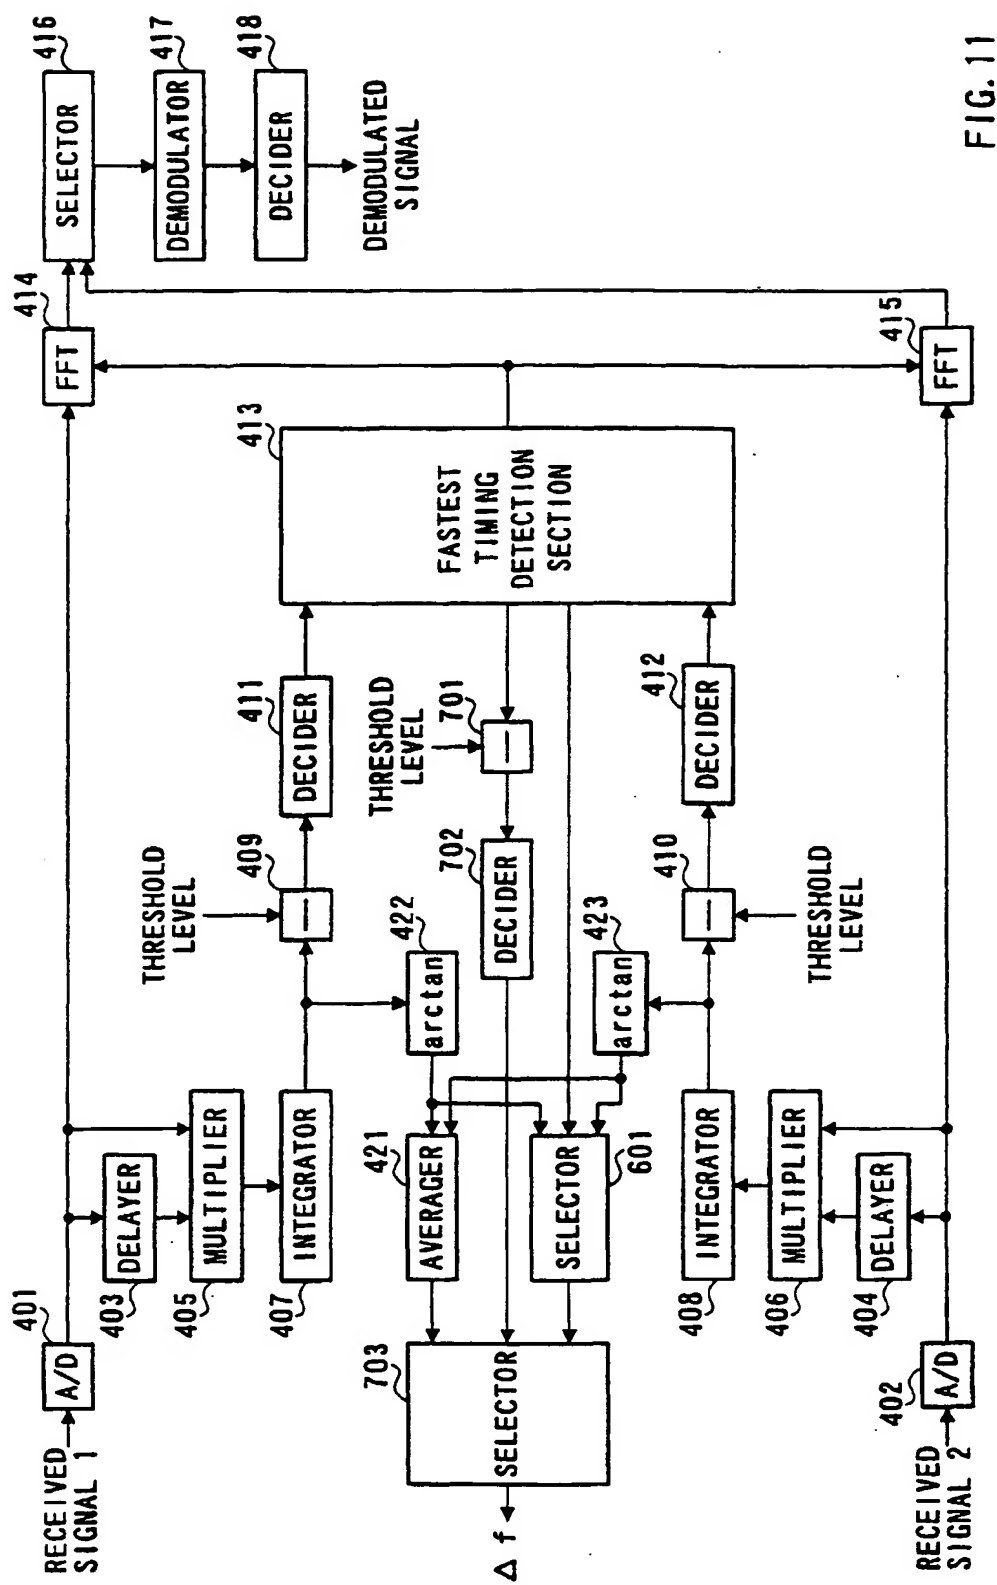 RECEIVED
SIGNAL 1
401
A/D
403
DELAYER
405
MULTIPLIER
407
INTEGRATOR
THRESHOLD
LEVEL
409
411
DECIDER
413
FASTEST
TIMING
DETECTION
SECTION
414
FFT
416
SELECTOR
417
DEMODULATOR
418
DECIDER
DEMODULATED
SIGNAL
422
arctan
421
AVERAGER
THRESHOLD
LEVEL
701
702
DECIDER
703
SELECTOR
Δ f
SELECTOR
601
423
arctan
408
INTEGRATOR
410
THRESHOLD
LEVEL
412
DECIDER
406
MULTIPLIER
404
DELAYER
402
A/D
RECEIVED
SIGNAL 2
415
FFT
FIG. 11